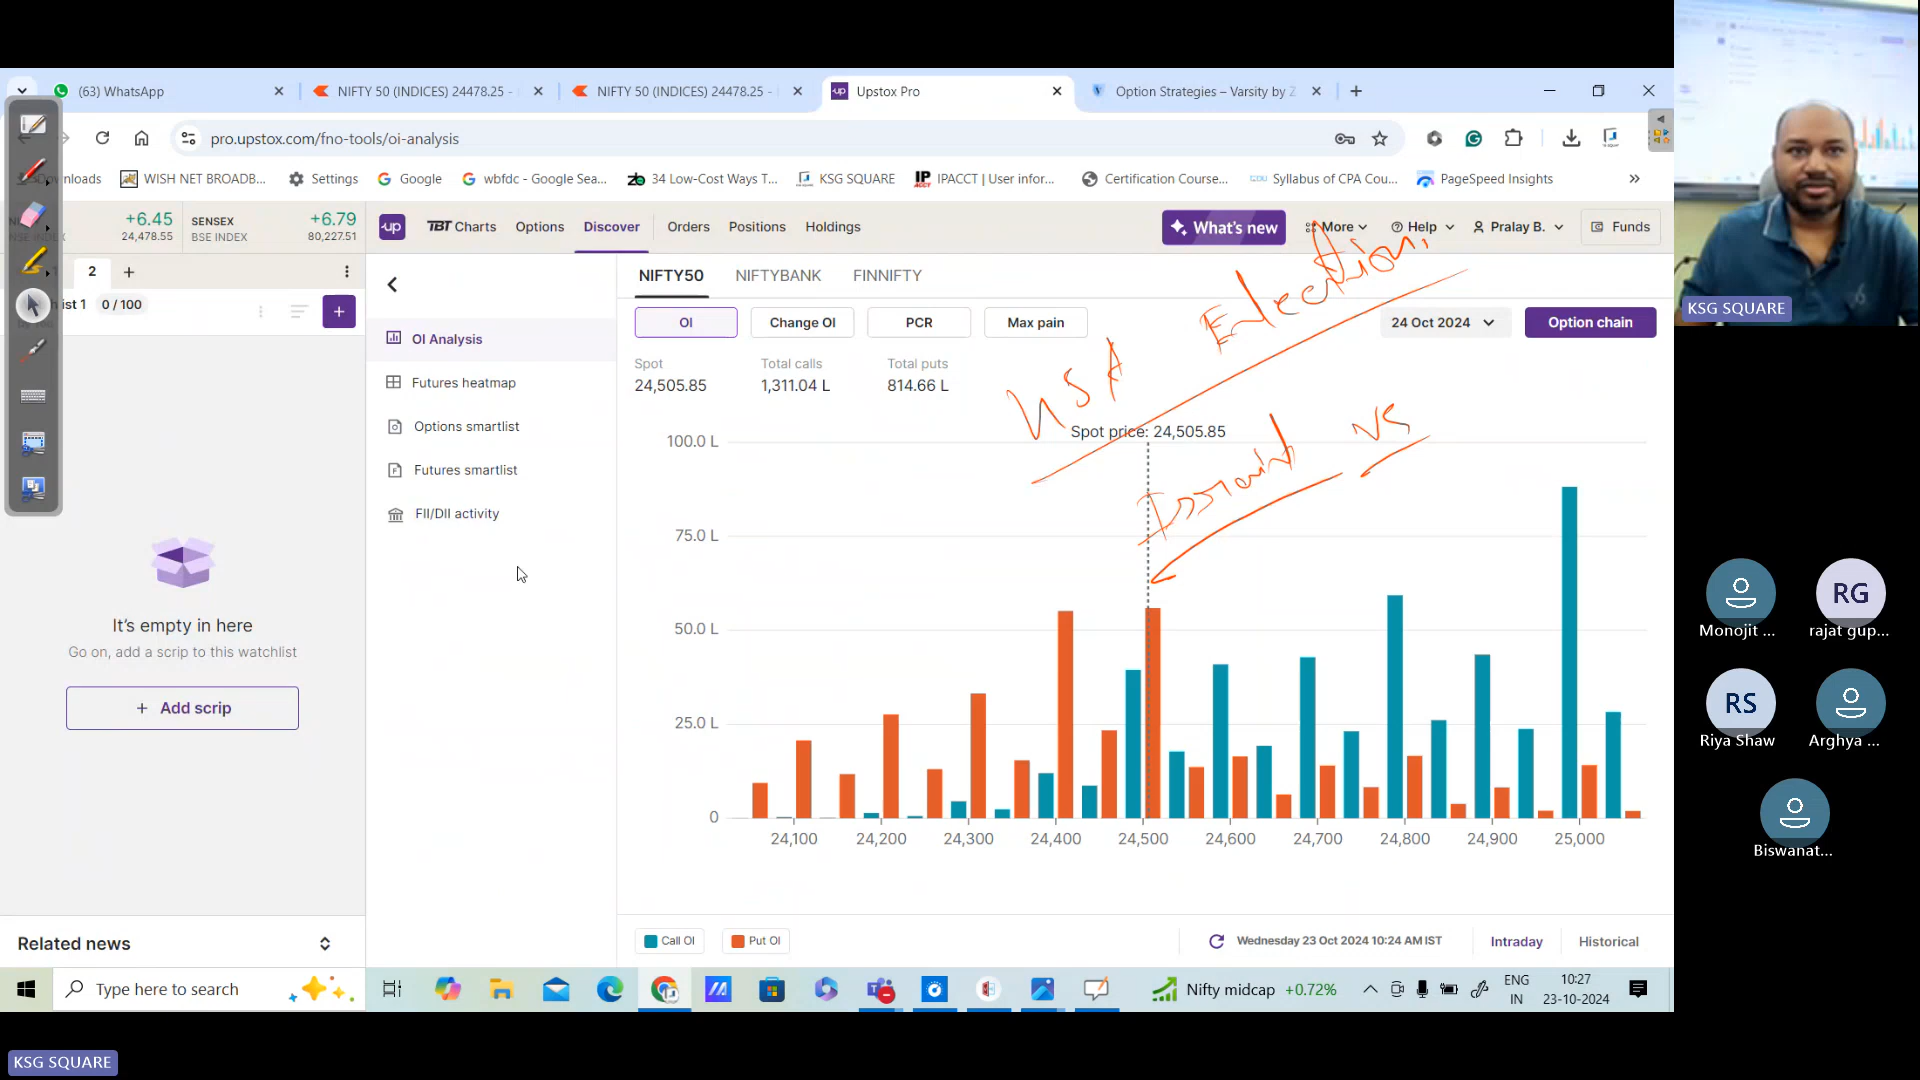 (63) WhatsApp
NIFTY 50 (INDICES) 24478.25 -
NIFTY 50 (INDICES) 24478.25 -
Upstox Pro
Option Strategies – Varsity by Z
pro.upstox.com/fno-tools/oi-analysis
WISH NET BROADB...
Settings
Google
wbfdc - Google Sea...
34 Low-Cost Ways T...
KSG SQUARE
IPACCT | User infor...
Certification Course...
Syllabus of CPA Cou...
PageSpeed Insights
+6.45
24,478.55
SENSEX
BSE INDEX
+6.79
80,227.51
up
TBT Charts
Options
Discover
Orders
Positions
Holdings
What's new
More
Help
Pralay B.
Funds
2
ist 1 0 / 100
It's empty in here
Go on, add a scrip to this watchlist
+ Add scrip
Related news
OI Analysis
Futures heatmap
Options smartlist
Futures smartlist
FII/DII activity
NIFTY50
NIFTYBANK
FINNIFTY
OI
Change OI
PCR
Max pain
24 Oct 2024
Option chain
Spot
24,505.85
Total calls
1,311.04 L
Total puts
814.66 L
USA Election
VS
Spot price: 24,505.85
100.0 L
75.0 L
50.0 L
25.0 L
0
24,100
24,200
24,300
24,400
24,500
24,600
24,700
24,800
24,900
25,000
Call OI
Put OI
Wednesday 23 Oct 2024 10:24 AM IST
Intraday
Historical
Type here to search
Nifty midcap +0.72%
ENG
IN
10:27
23-10-2024
KSG SQUARE
Monojit ...
RG
rajat gup...
RS
Riya Shaw
Arghya ...
Biswanat...
KSG SQUARE